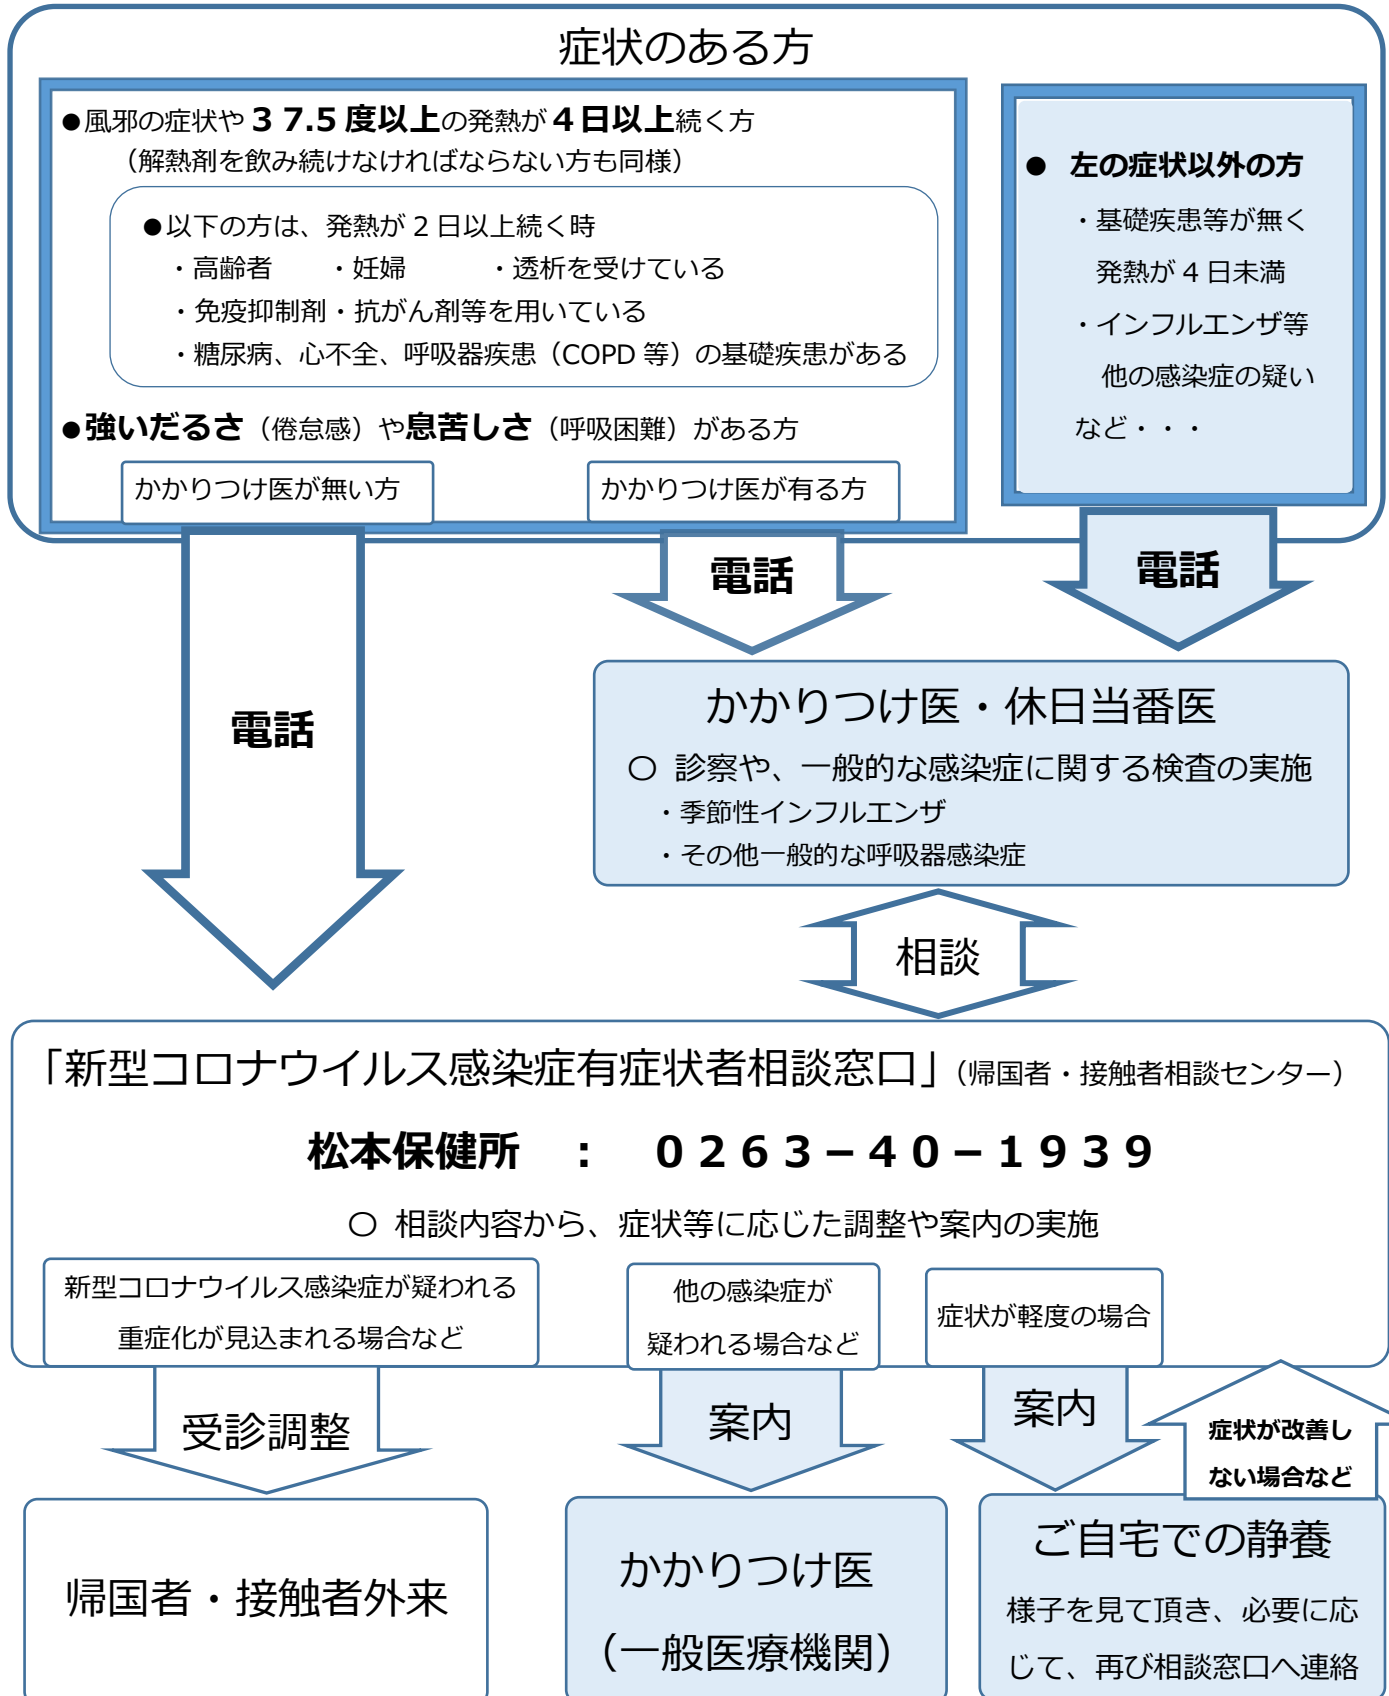 症状のある方
●風邪の症状や３7.5 度以上の発熱が４日以上続く方
（解熱剤を飲み続けなければならない方も同様）
●以下の方は、発熱が２日以上続く時
・高齢者　・妊婦　・透析を受けている
・免疫抑制剤・抗がん剤等を用いている
・糖尿病、心不全、呼吸器疾患（COPD 等）の基礎疾患がある
●強いだるさ（倦怠感）や息苦しさ（呼吸困難）がある方
かかりつけ医が無い方
かかりつけ医が有る方
● 左の症状以外の方
・基礎疾患等が無く
発熱が 4 日未満
・インフルエンザ等
他の感染症の疑い
など・・・
電話
電話
電話
かかりつけ医・休日当番医
〇 診察や、一般的な感染症に関する検査の実施
・季節性インフルエンザ
・その他一般的な呼吸器感染症
相談
「新型コロナウイルス感染症有症状者相談窓口」（帰国者・接触者相談センター）
松本保健所　：　０２６３－４０－１９３９
〇 相談内容から、症状等に応じた調整や案内の実施
新型コロナウイルス感染症が疑われる
重症化が見込まれる場合など
他の感染症が
疑われる場合など
症状が軽度の場合
受診調整
案内
案内
症状が改善し
ない場合など
帰国者・接触者外来
かかりつけ医
（一般医療機関）
ご自宅での静養
様子を見て頂き、必要に応
じて、再び相談窓口へ連絡